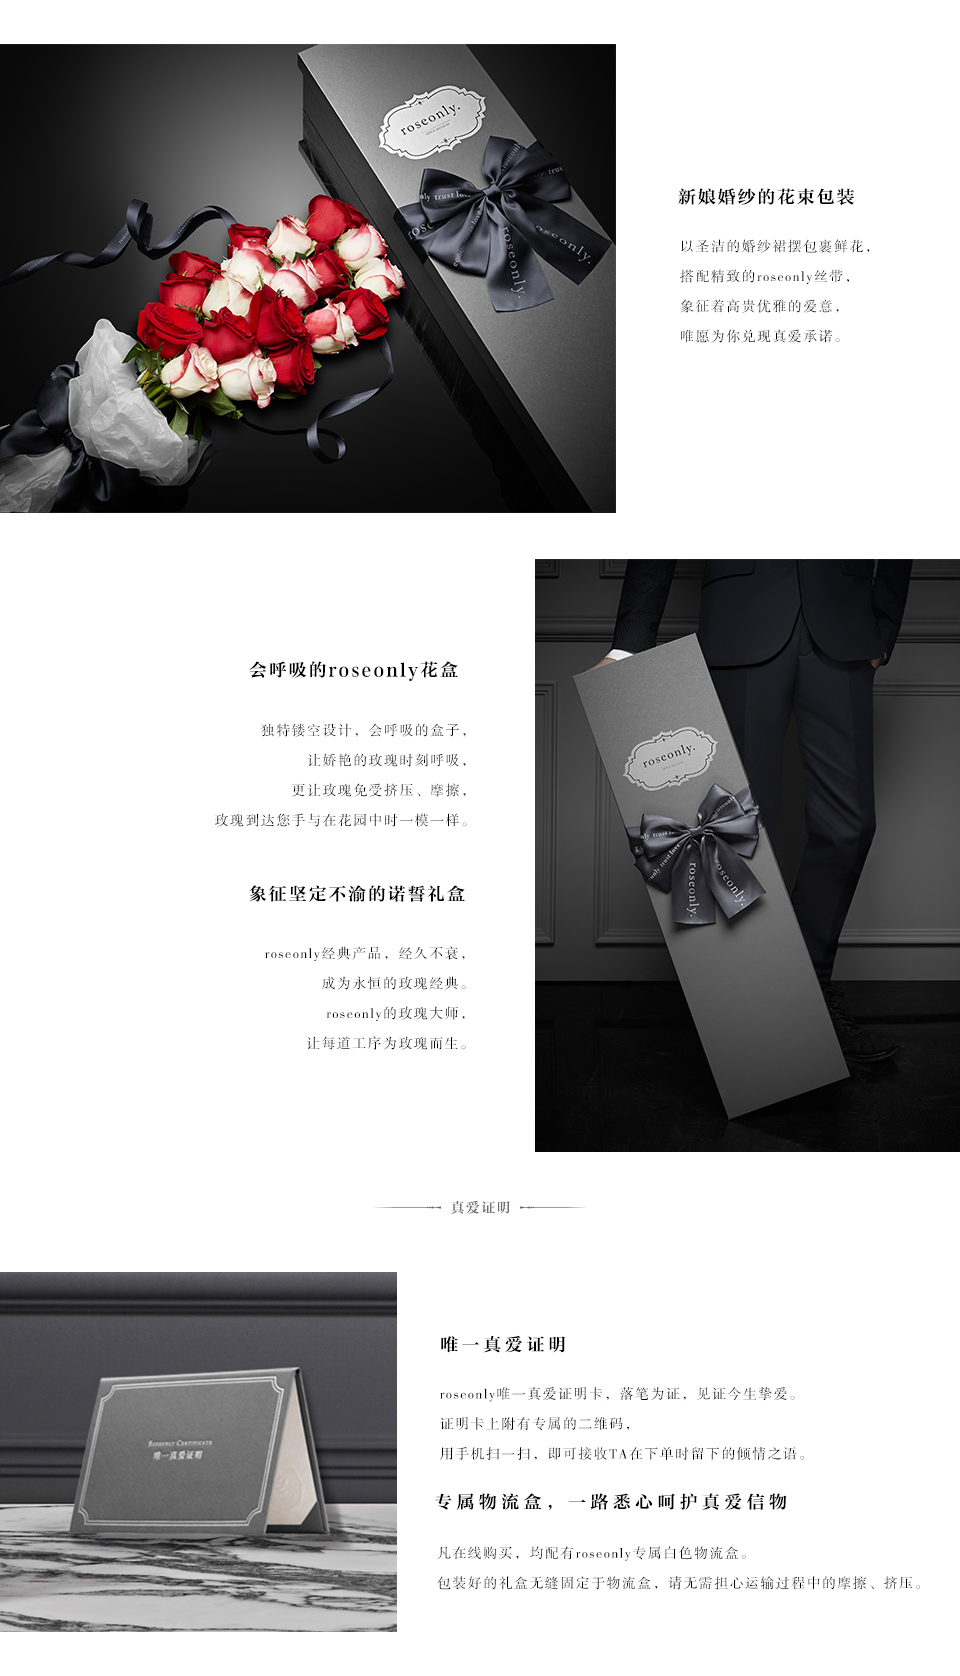 roseonly.
trust love
roseonly.
roseonly.
新娘婚纱的花束包装
以圣洁的婚纱裙摆包裹鲜花，
搭配精致的roseonly丝带，
象征着高贵优雅的爱意，
唯愿为你兑现真爱承诺。
会呼吸的roseonly花盒
独特镂空设计，会呼吸的盒子，
让娇艳的玫瑰时刻呼吸，
更让玫瑰免受挤压、摩擦，
玫瑰到达您手与在花园中时一模一样。
象征坚定不渝的诺誓礼盒
roseonly经典产品，经久不衰，
成为永恒的玫瑰经典。
roseonly的玫瑰大师，
让每道工序为玫瑰而生。
roseonly.
trust love
roseonly.
roseonly.
真爱证明
ROSEONLY CERTIFICATE
唯一真爱证明
唯一真爱证明
roseonly唯一真爱证明卡，落笔为证，见证今生挚爱。
证明卡上附有专属的二维码，
用手机扫一扫，即可接收TA在下单时留下的倾情之语。
专属物流盒，一路悉心呵护真爱信物
凡在线购买，均配有roseonly专属白色物流盒。
包装好的礼盒无缝固定于物流盒，请无需担心运输过程中的摩擦、挤压。